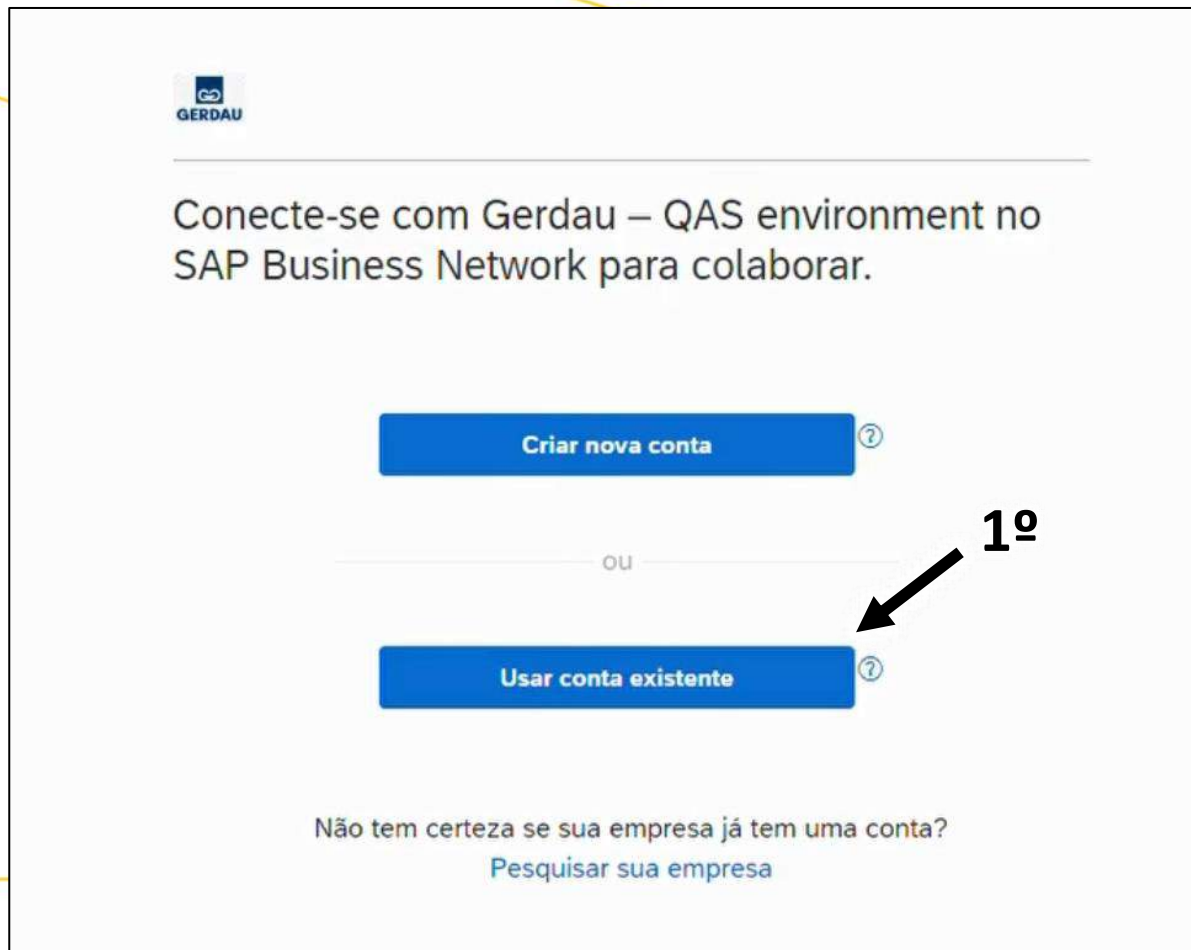 GERDAU
Conecte-se com Gerdau – QAS environment no
SAP Business Network para colaborar.
Criar nova conta
?
ou
1º
Usar conta existente
?
Não tem certeza se sua empresa já tem uma conta?
Pesquisar sua empresa